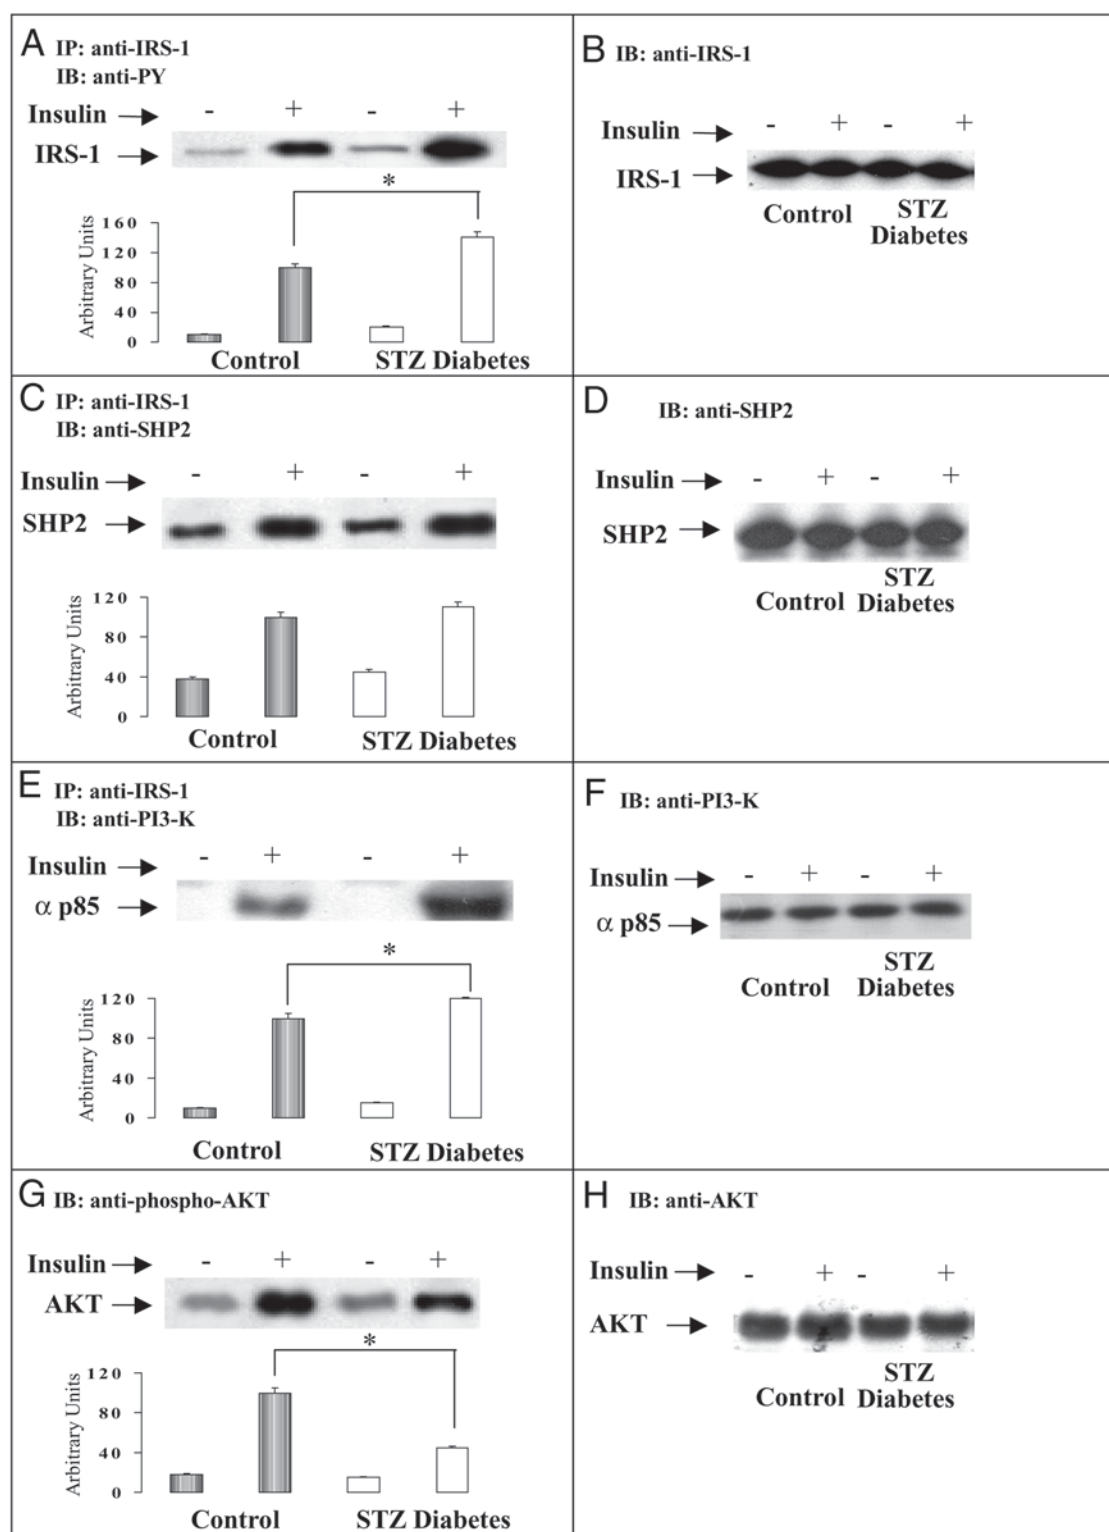 A IP: anti-IRS-1
IB: anti-PY
Insulin - + - +
IRS-1
*
Arbitrary Units
160
120
80
40
0
Control STZ Diabetes
B IB: anti-IRS-1
Insulin - + - +
IRS-1
Control STZ
Diabetes
C IP: anti-IRS-1
IB: anti-SHP2
Insulin - + - +
SHP2
Arbitrary Units
120
80
40
0
Control STZ Diabetes
D IB: anti-SHP2
Insulin - + - +
SHP2
STZ
Control Diabetes
E IP: anti-IRS-1
IB: anti-PI3-K
Insulin - + - +
α p85
*
Arbitrary Units
120
80
40
0
Control STZ Diabetes
F IB: anti-PI3-K
Insulin - + - +
α p85
STZ
Control Diabetes
G IB: anti-phospho-AKT
Insulin - + - +
AKT
*
Arbitrary Units
120
80
40
0
Control STZ Diabetes
H IB: anti-AKT
Insulin - + - +
AKT
STZ
Control Diabetes